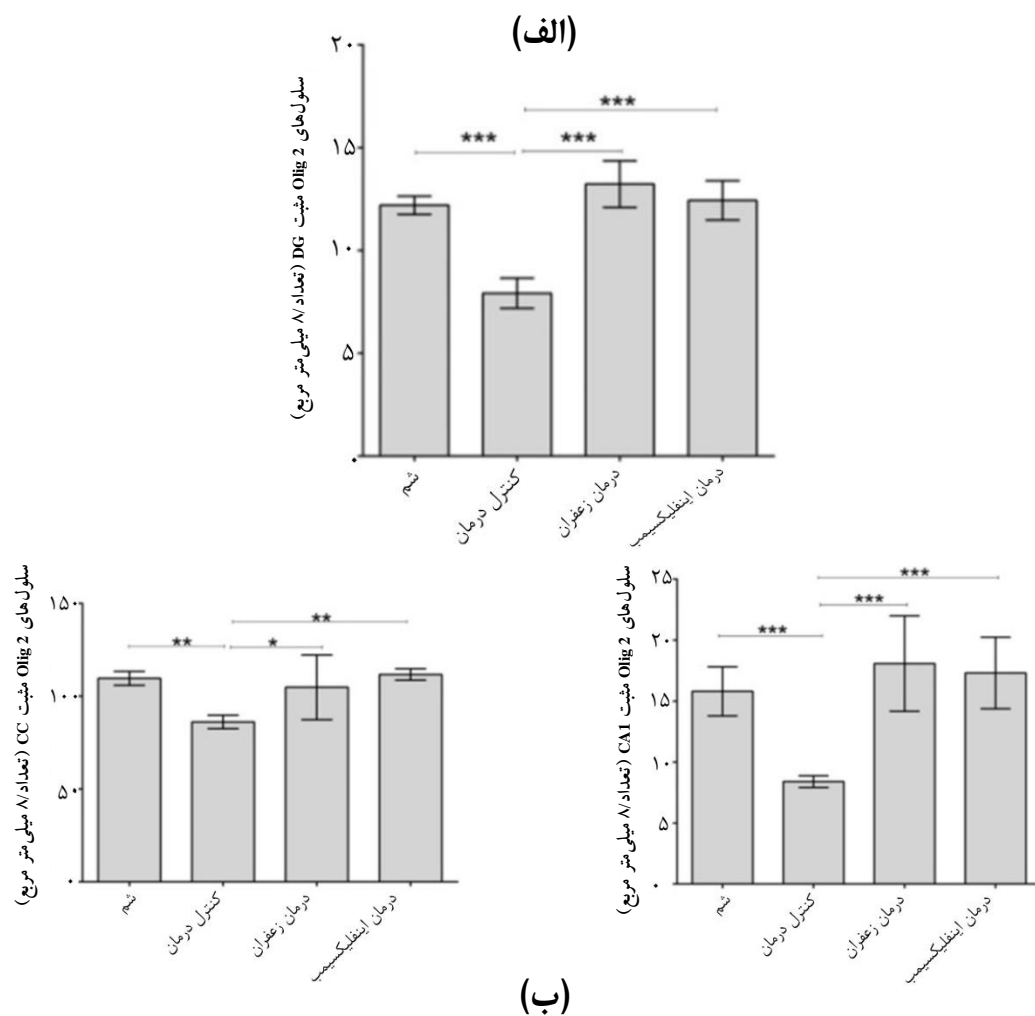 (الف)
سلول‌های Olig 2 مثبت DG (تعداد/۸ میلی‌متر مربع)
۲۰
۱۵
۱۰
۵
۰
***
***
***
شم
کنترل درمان
درمان زعفران
درمان اینفلیکسیمب
سلول‌های Olig 2 مثبت CC (تعداد/۸ میلی‌متر مربع)
۱۵۰
۱۰۰
۵۰
۰
**
**
*
شم
کنترل درمان
درمان زعفران
درمان اینفلیکسیمب
سلول‌های Olig 2 مثبت CA1 (تعداد/۸ میلی‌متر مربع)
۲۵
۲۰
۱۵
۱۰
۵
۰
***
***
***
شم
کنترل درمان
درمان زعفران
درمان اینفلیکسیمب
(ب)